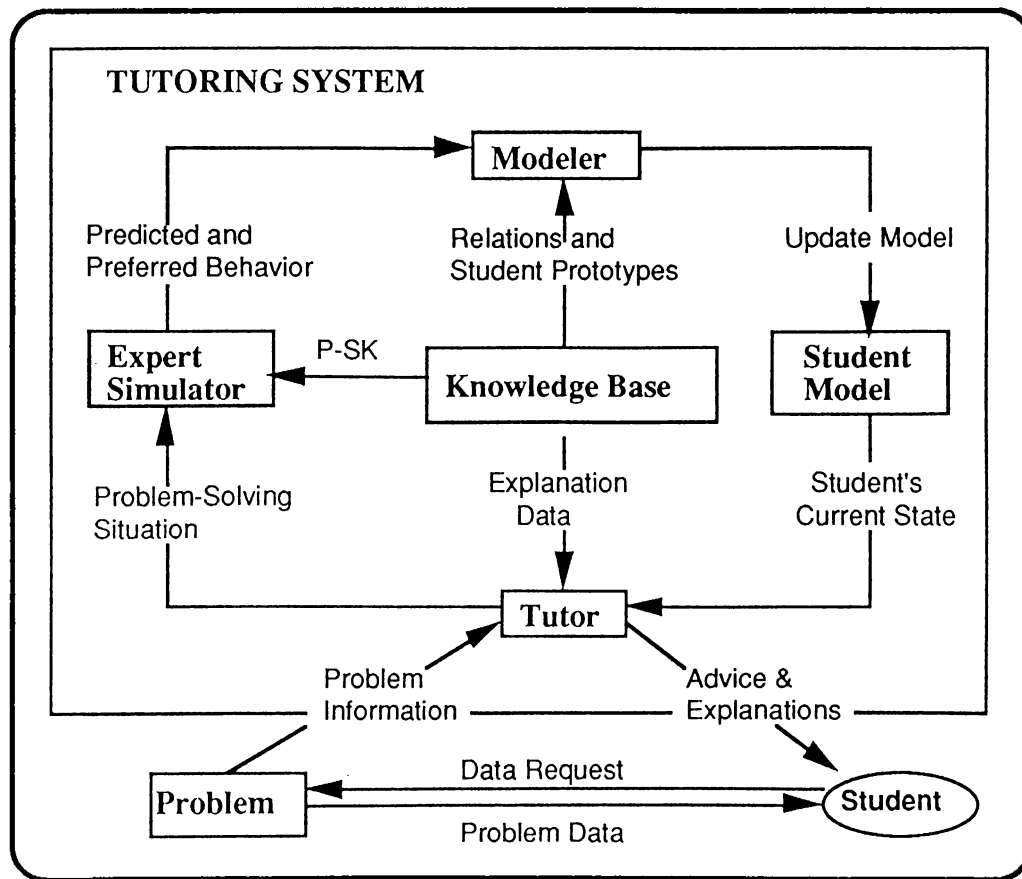 TUTORING SYSTEM
Modeler
Predicted and
Preferred Behavior
Relations and
Student Prototypes
Update Model
Expert
Simulator
P-SK
Knowledge Base
Student
Model
Problem-Solving
Situation
Explanation
Data
Student's
Current State
Tutor
Problem
Information
Advice &
Explanations
Problem
Data Request
Problem Data
Student